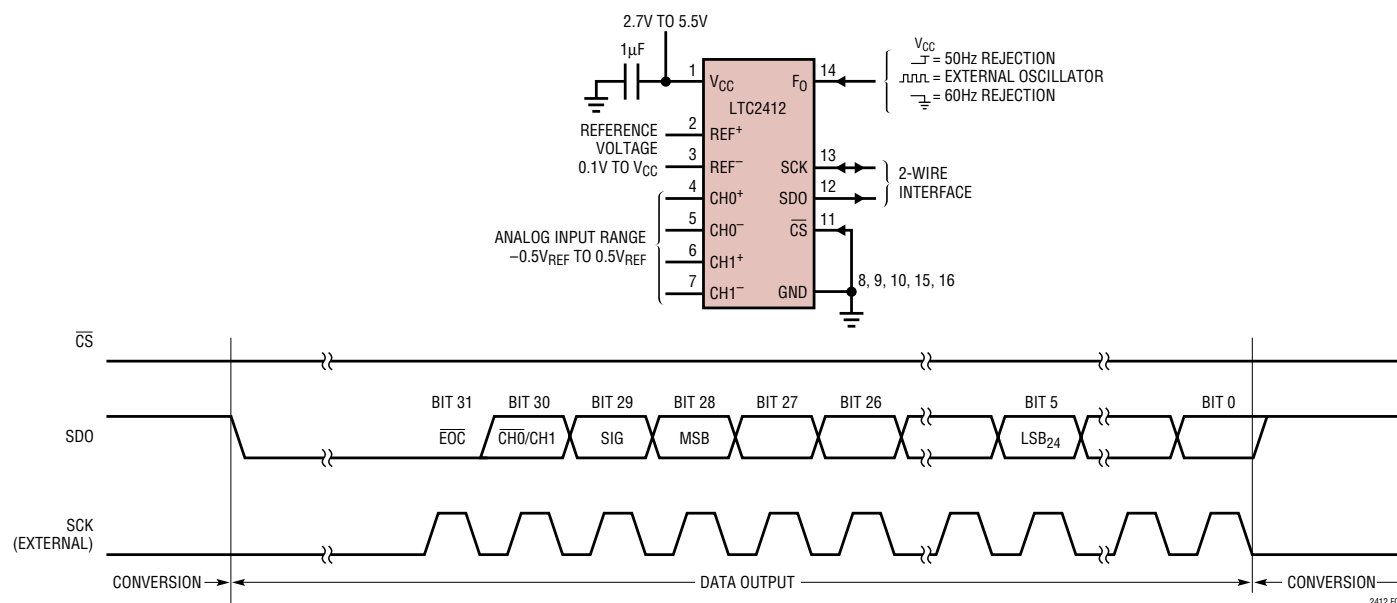 2.7V TO 5.5V
1µF
1
VCC
LTC2412
FO
14
VCC
= 50Hz REJECTION
= EXTERNAL OSCILLATOR
= 60Hz REJECTION
REFERENCE
VOLTAGE
0.1V TO VCC
2
REF+
3
REF–
SCK
13
SDO
12
2-WIRE
INTERFACE
ANALOG INPUT RANGE
–0.5VREF TO 0.5VREF
4
CH0+
5
CH0–
6
CH1+
7
CH1–
CS
11
GND
8, 9, 10, 15, 16
CS
SDO
BIT 31
EOC
BIT 30
CH0/CH1
BIT 29
SIG
BIT 28
MSB
BIT 27
BIT 26
BIT 5
LSB24
BIT 0
SCK
(EXTERNAL)
CONVERSION
DATA OUTPUT
CONVERSION